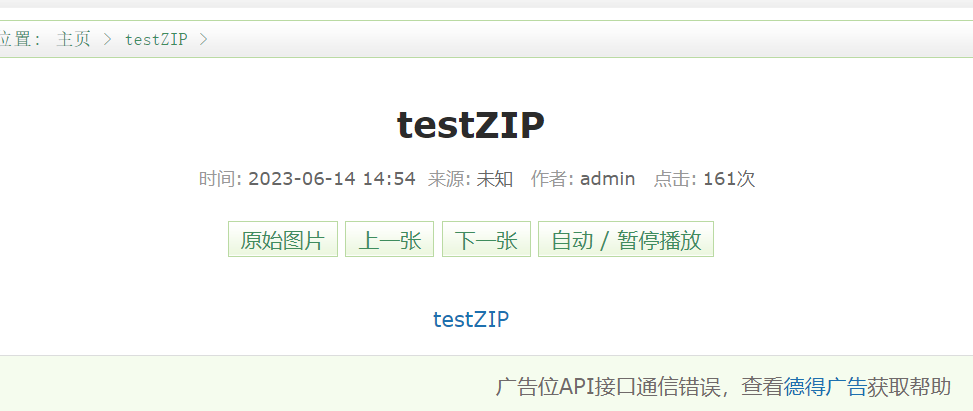 位置： 主页 > testZIP >
testZIP
时间: 2023-06-14 14:54 来源: 未知 作者: admin 点击: 161次
原始图片 上一张 下一张 自动 / 暂停播放
testZIP
广告位API接口通信错误，查看德得广告获取帮助